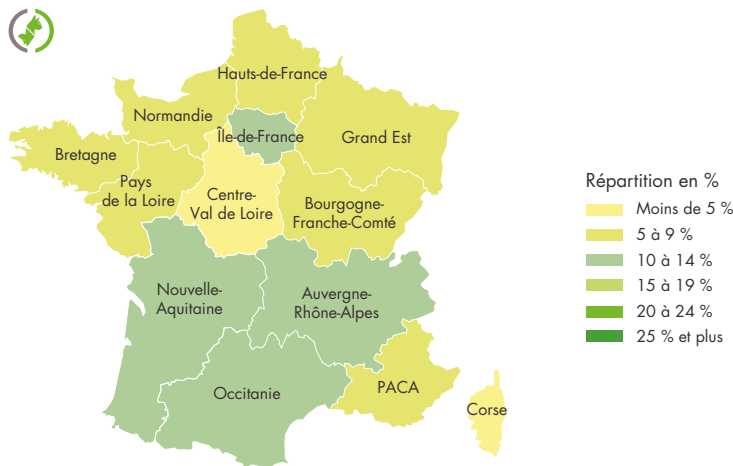 Hauts-de-France
Normandie
Île-de-France
Grand Est
Bretagne
Pays
de la Loire
Centre-
Val de Loire
Bourgogne-
Franche-Comté
Nouvelle-
Aquitaine
Auvergne-
Rhône-Alpes
Occitanie
PACA
Corse
Répartition en %
Moins de 5 %
5 à 9 %
10 à 14 %
15 à 19 %
20 à 24 %
25 % et plus